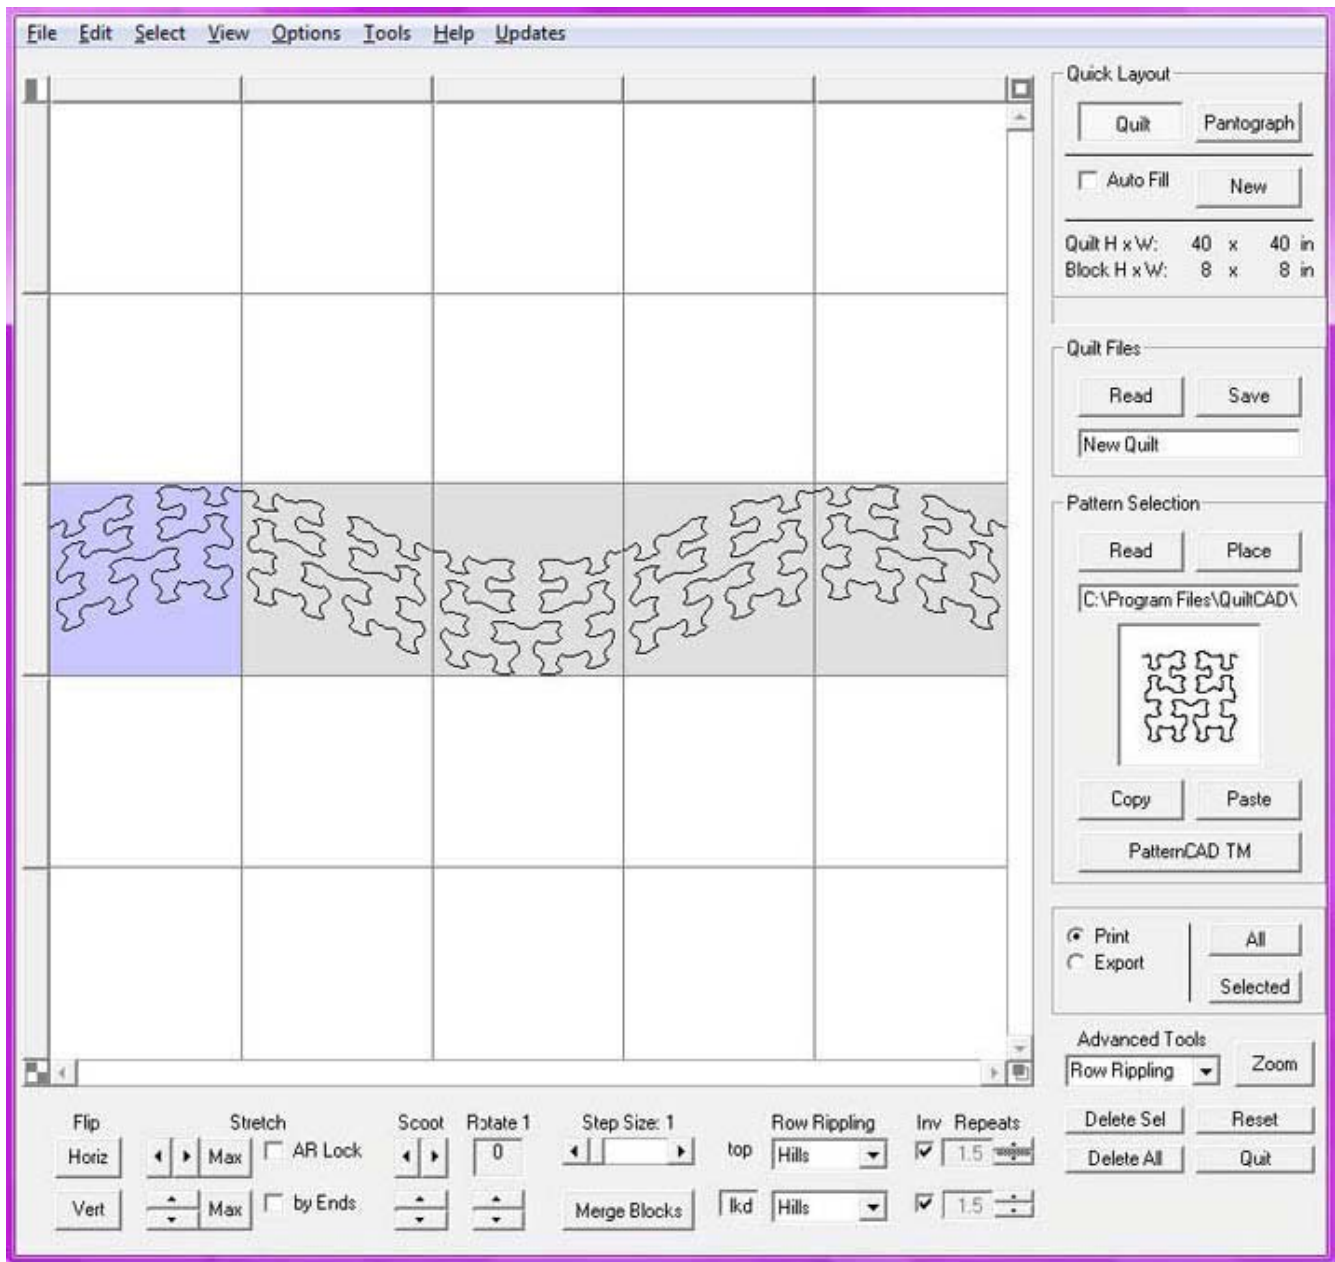 File Edit Select View Options Tools Help Updates
Quick Layout
Quilt Pantograph
Auto Fill New
Quilt H x W: 40 x 40 in
Block H x W: 8 x 8 in
Quilt Files
Read Save
New Quilt
Pattern Selection
Read Place
C:\Program Files\QuiltCAD\
Copy Paste
PatternCAD TM
Print All
Export
Selected
Advanced Tools
Row Rippling Zoom
Delete Sel Reset
Delete All Quit
Flip Stretch Scoot Rotate 1 Step Size: 1 Row Rippling Inv Repeats
Horiz Max AR Lock 0 top Hills 1.5
Vert Max by Ends Merge Blocks lkd Hills 1.5